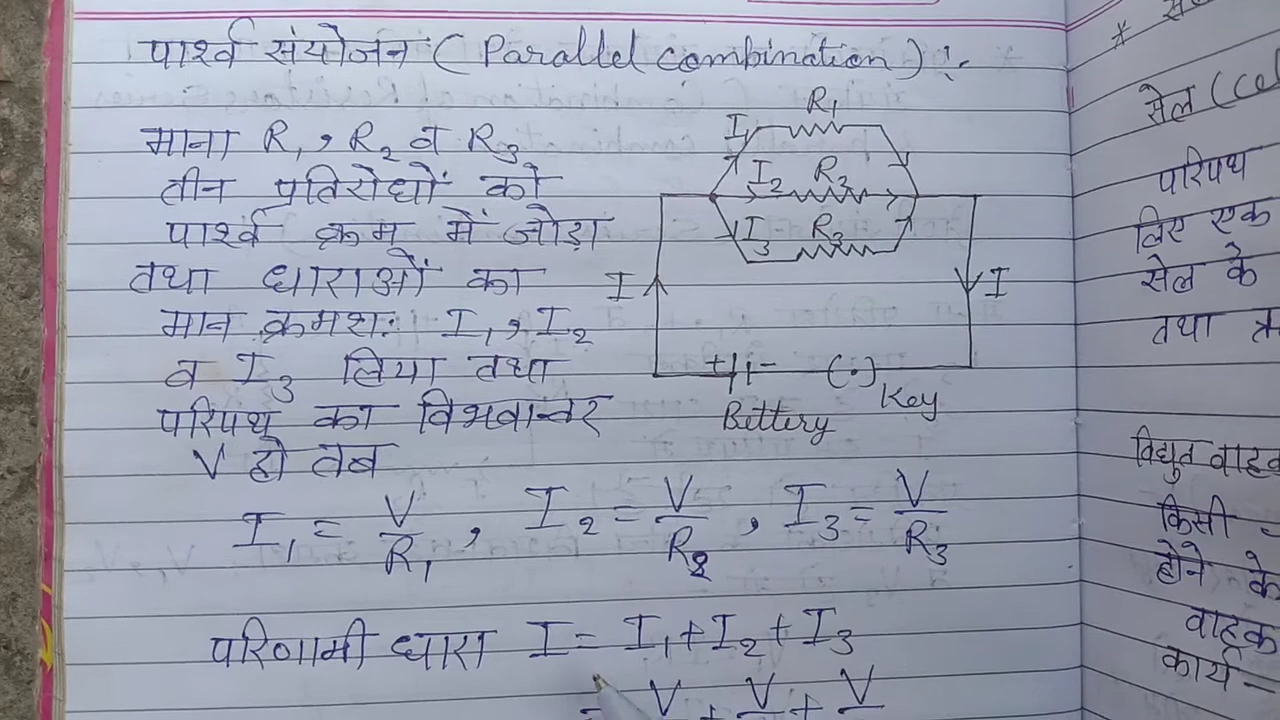 पार्श्व संयोजन (Parallel combination) :-
माना R₁, R₂ व R₃
तीन प्रतिरोधों को
पार्श्व क्रम में जोड़ा
तथा धाराओं का
मान क्रमशः I₁, I₂
व I₃ लिया तथा
परिपथ का विभवान्तर
V हो तब
R₁
I₁
I₂ R₂
I₃ R₃
I I
+ -
(•)
Bettery Key
I₁ = V/R₁, I₂ = V/R₂, I₃ = V/R₃
परिणामी धारा I = I₁ + I₂ + I₃
= V + V + V
*
सेल (Cel
परिपथ
लिए एक
सेल के
तथा
विद्युत वाहक
किसी
होने के
वाहक
कार्य-